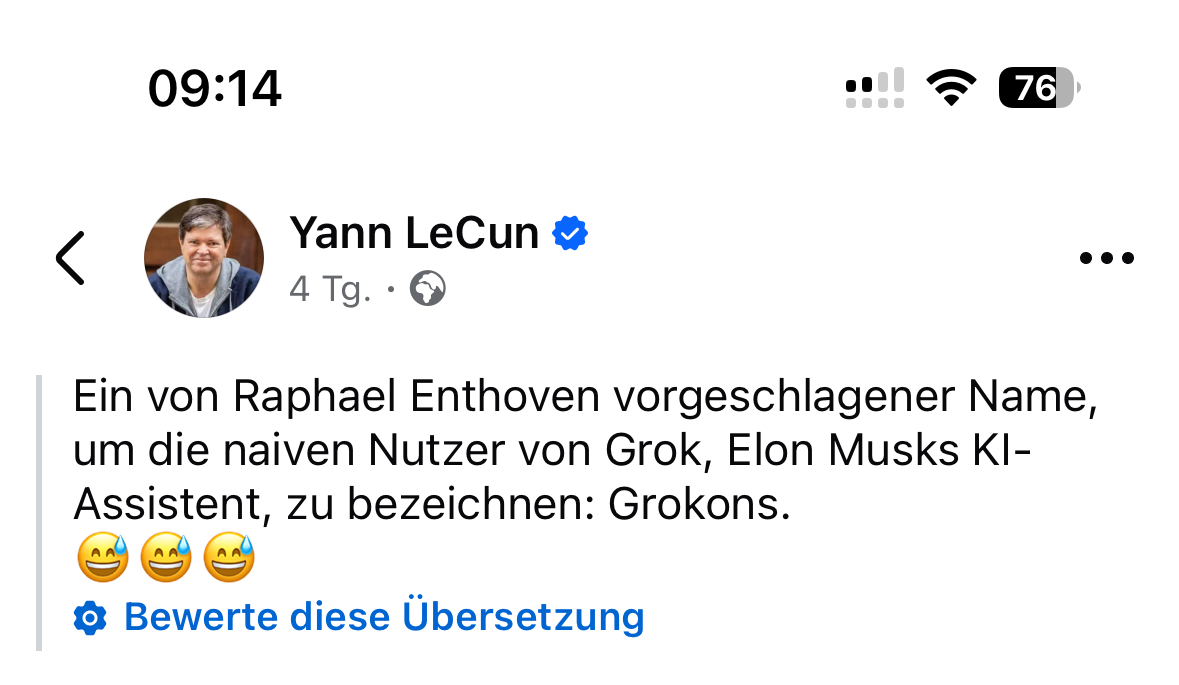 09:14
76
Yann LeCun
4 Tg. ·
Ein von Raphael Enthoven vorgeschlagener Name,
um die naiven Nutzer von Grok, Elon Musks KI-
Assistent, zu bezeichnen: Grokons.
😅😅😅
Bewerte diese Übersetzung